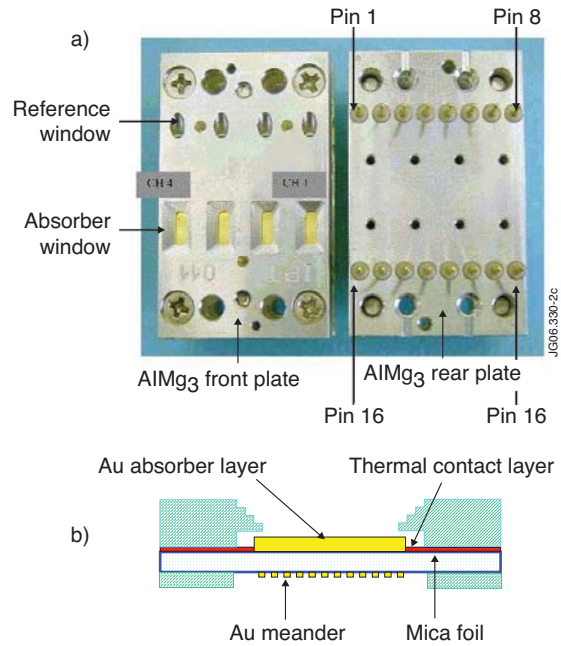 Pin 1
Pin 8
a)
Reference
window
CH 4
CH 1
Absorber
window
044
JG06.330-2c
AlMg3 front plate
AlMg3 rear plate
Pin 16
Pin 16
Au absorber layer
Thermal contact layer
b)
Au meander
Mica foil